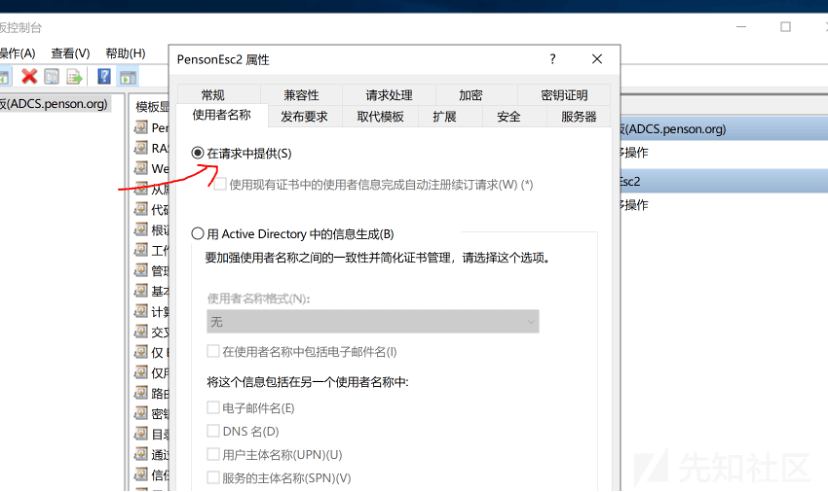 板控制台
操作(A) 查看(V) 帮助(H)
板(ADCS.penson.org)
模板显
Per
RAS
We
从属
代码
根证
工作
管理
基本
计算
交叉
仅
仅用
路由
密钥
目录
通过
信任
PensonEsc2 属性
常规 兼容性 请求处理 加密 密钥证明
使用者名称 发布要求 取代模板 扩展 安全 服务器
在请求中提供(S)
使用现有证书中的使用者信息完成自动注册续订请求(W) (*)
用 Active Directory 中的信息生成(B)
要加强使用者名称之间的一致性并简化证书管理，请选择这个选项。
使用者名称格式(N):
无
在使用者名称中包括电子邮件名(I)
将这个信息包括在另一个使用者名称中:
电子邮件名(E)
DNS 名(D)
用户主体名称(UPN)(U)
服务的主体名称(SPN)(V)
板(ADCS.penson.org)
多操作
Esc2
多操作
先知社区